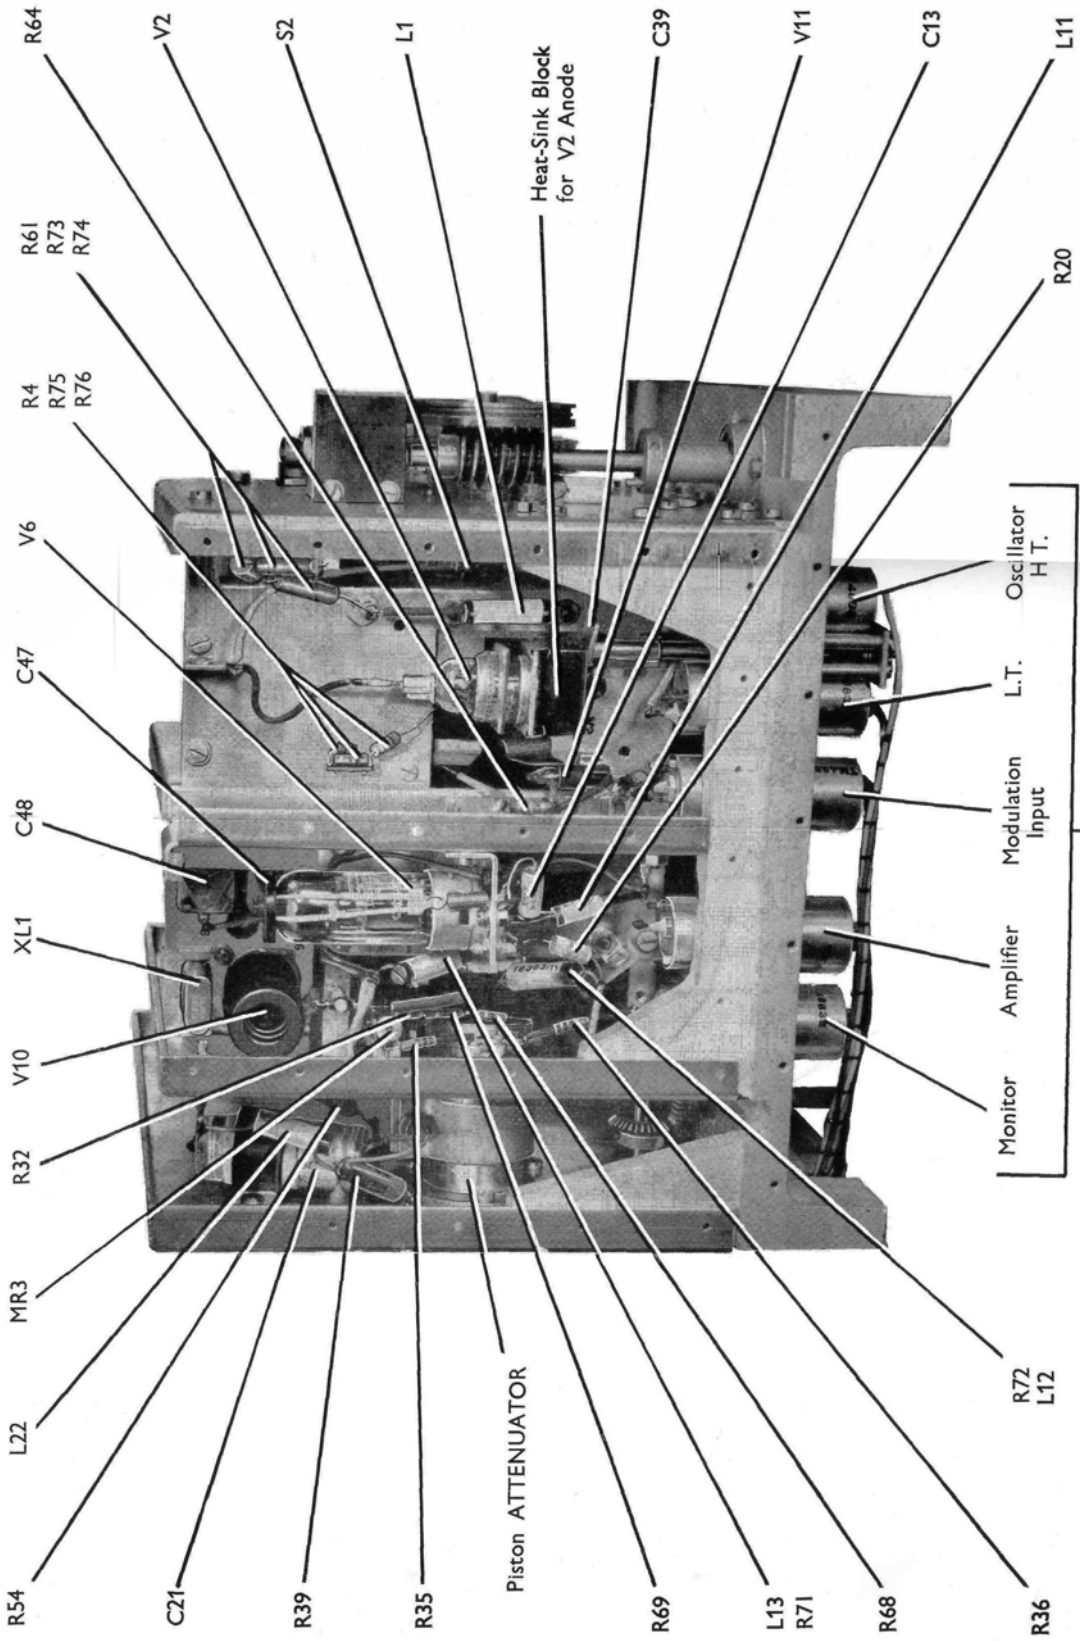 R54
C21
R39
R35
Piston ATTENUATOR
R69
L13
R71
R68
R36
L22
MR3
R32
V10
XL1
C48
C47
V6
R4
R75
R76
R61
R73
R74
R72
L12
Monitor
Amplifier
Modulation
Input
L.T.
Oscillator
H T.
R64
V2
S2
L1
Heat-Sink Block
for V2 Anode
C39
V11
C13
L11
R20